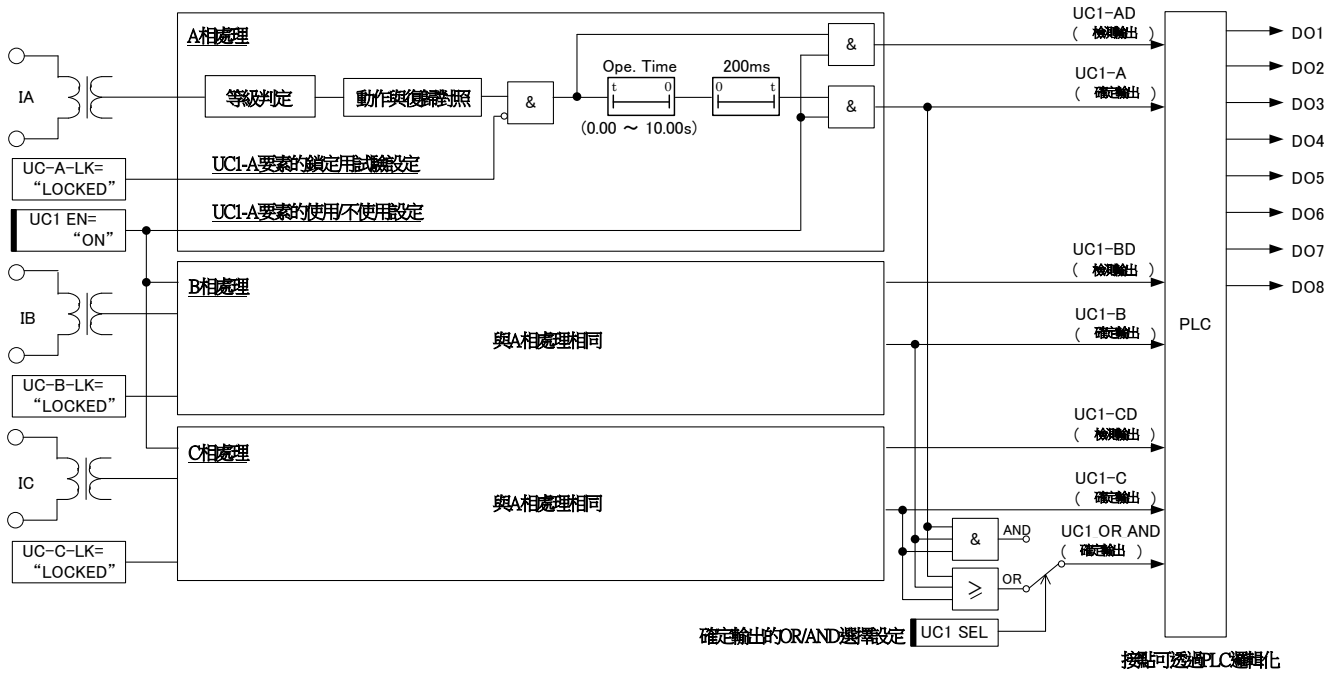 A相處理
IA
等級判定
動作與復歸對照
&
Ope. Time
t 0
(0.00 ～ 10.00s)
200ms
0 t
&
&
UC1-AD
( 檢測輸出 )
UC1-A
( 確定輸出 )
UC-A-LK=
“LOCKED”
UC1-A要素的鎖定用試驗設定
UC1 EN=
“ON”
UC1-A要素的使用/不使用設定
IB
B相處理
與A相處理相同
UC1-BD
( 檢測輸出 )
UC1-B
( 確定輸出 )
UC-B-LK=
“LOCKED”
IC
C相處理
與A相處理相同
UC1-CD
( 檢測輸出 )
UC1-C
( 確定輸出 )
UC-C-LK=
“LOCKED”
&
AND
≥
OR
UC1 OR AND
( 確定輸出 )
確定輸出的OR/AND選擇設定
UC1 SEL
PLC
DO1
DO2
DO3
DO4
DO5
DO6
DO7
DO8
接點可透過PLC邏輯化